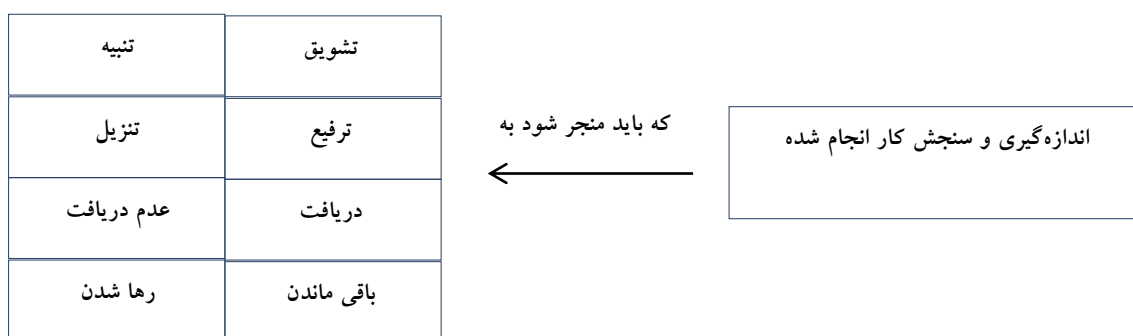 اندازه‌گیری و سنجش کار انجام شده
که باید منجر شود به
تشویق
تنبیه
ترفیع
تنزیل
دریافت
عدم دریافت
باقی ماندن
رها شدن